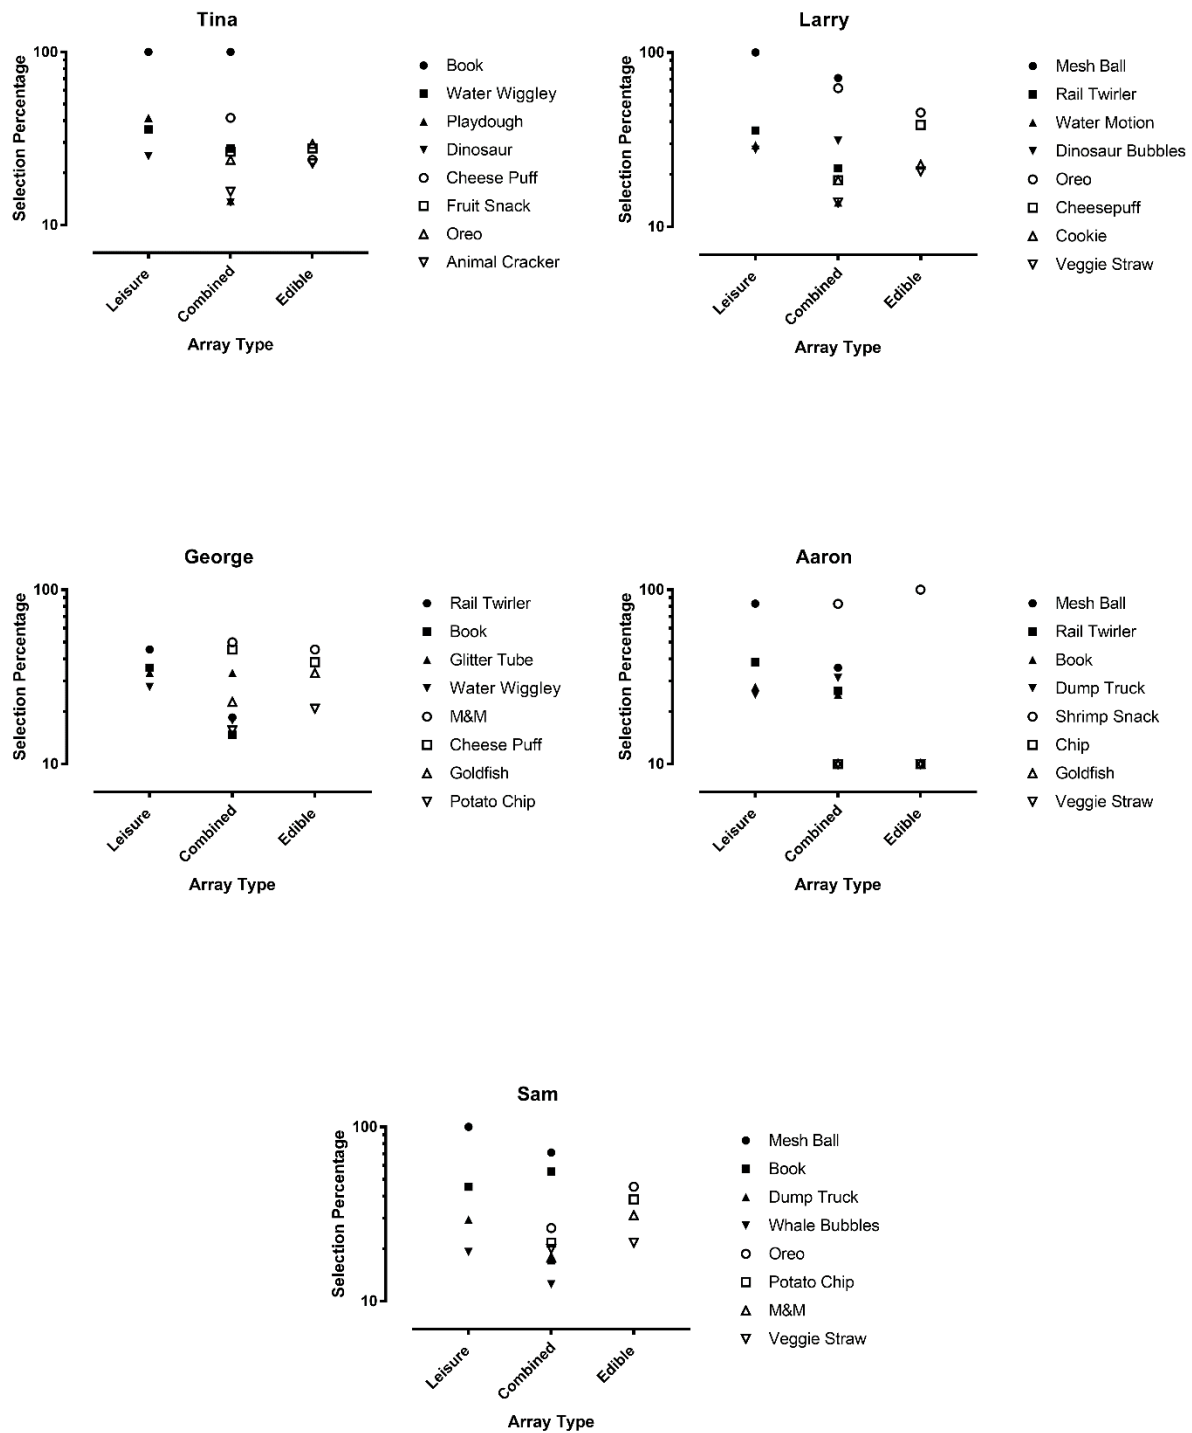 Tina
Selection Percentage
100
10
Leisure
Combined
Edible
Array Type
Book
Water Wiggley
Playdough
Dinosaur
Cheese Puff
Fruit Snack
Oreo
Animal Cracker
Larry
Selection Percentage
100
10
Leisure
Combined
Edible
Array Type
Mesh Ball
Rail Twirler
Water Motion
Dinosaur Bubbles
Oreo
Cheesepuff
Cookie
Veggie Straw
George
Selection Percentage
100
10
Leisure
Combined
Edible
Array Type
Rail Twirler
Book
Glitter Tube
Water Wiggley
M&M
Cheese Puff
Goldfish
Potato Chip
Aaron
Selection Percentage
100
10
Leisure
Combined
Edible
Array Type
Mesh Ball
Rail Twirler
Book
Dump Truck
Shrimp Snack
Chip
Goldfish
Veggie Straw
Sam
Selection Percentage
100
10
Leisure
Combined
Edible
Array Type
Mesh Ball
Book
Dump Truck
Whale Bubbles
Oreo
Potato Chip
M&M
Veggie Straw